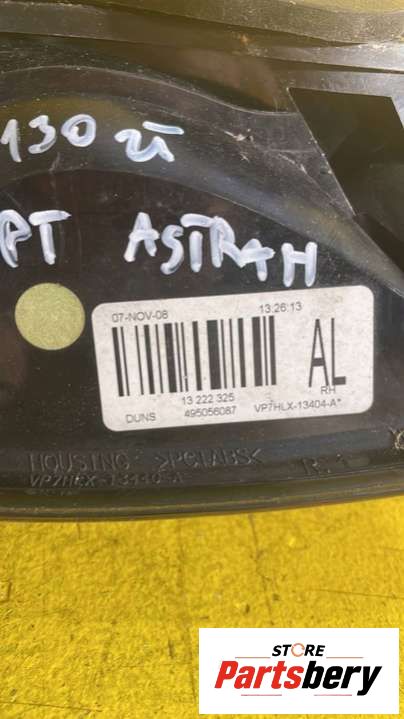 130 zł
PT ASTRA H
07-NOV-08 13:26:13
AL
RH
13 222 325
DUNS 495056087 VP7HLX-13404-A*
HOUSING >PC/ABS<
STORE
Partsbery